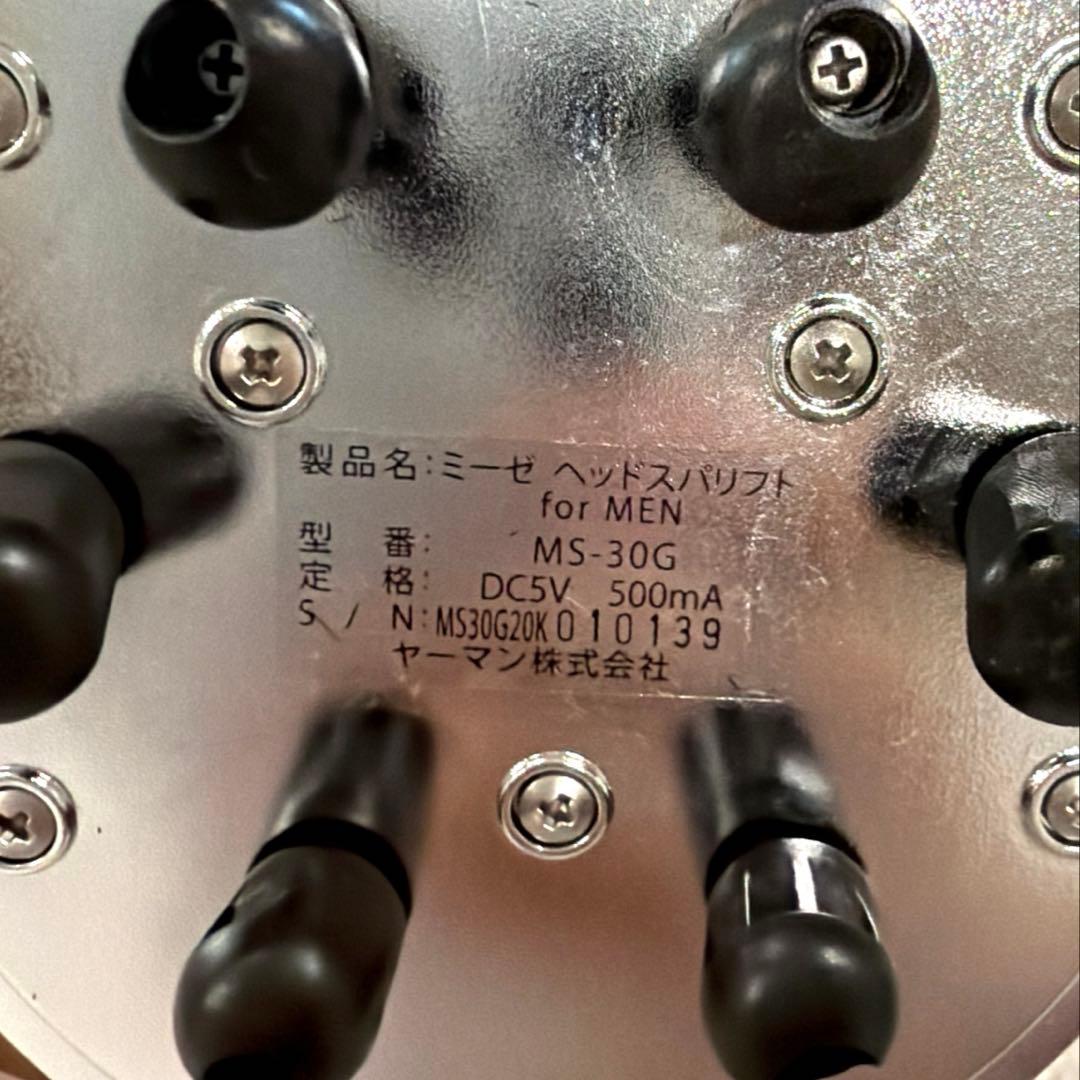 製品名:ミーゼ ヘッドスパリフト
for MEN
型 番: MS-30G
定 格: DC5V 500mA
S / N:MS30G20K010139
ヤーマン株式会社